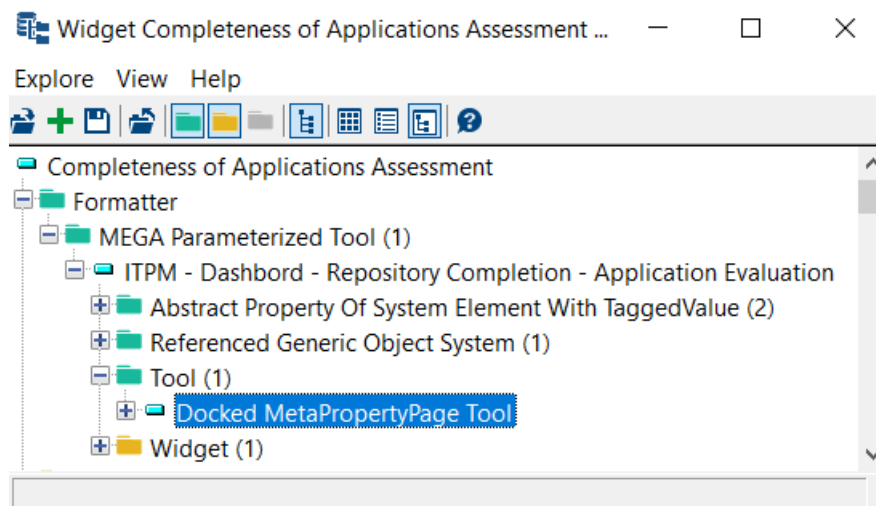 Widget Completeness of Applications Assessment ...
Explore View Help
Completeness of Applications Assessment
Formatter
MEGA Parameterized Tool (1)
ITPM - Dashbord - Repository Completion - Application Evaluation
Abstract Property Of System Element With TaggedValue (2)
Referenced Generic Object System (1)
Tool (1)
Docked MetaPropertyPage Tool
Widget (1)